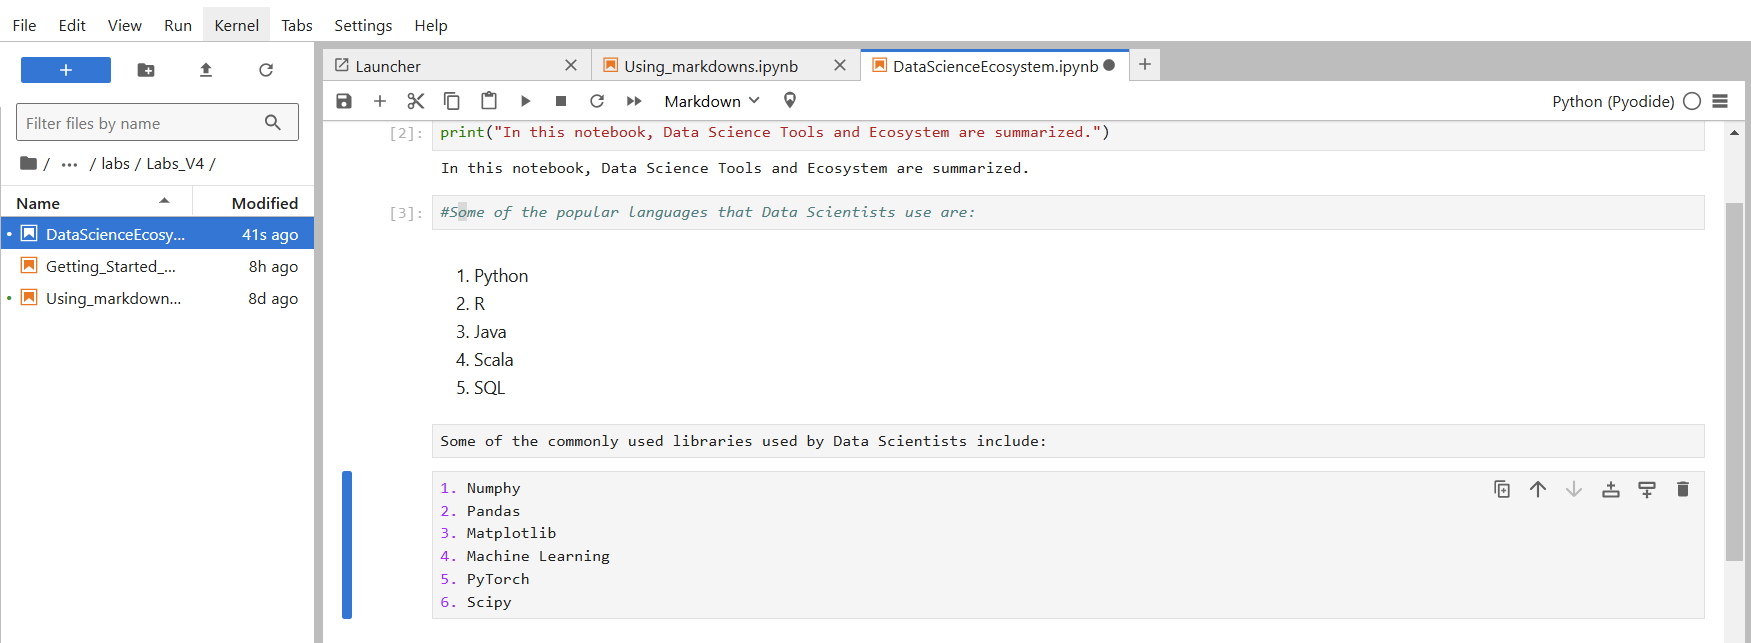 File Edit View Run Kernel Tabs Settings Help
+
Filter files by name
/ ··· / labs / Labs_V4 /
Name Modified
DataScienceEcosy... 41s ago
Getting_Started_... 8h ago
Using_markdown... 8d ago
Launcher Using_markdowns.ipynb DataScienceEcosystem.ipynb
Markdown Python (Pyodide)
[2]: print("In this notebook, Data Science Tools and Ecosystem are summarized.")
In this notebook, Data Science Tools and Ecosystem are summarized.
[3]: #Some of the popular languages that Data Scientists use are:
1. Python
2. R
3. Java
4. Scala
5. SQL
Some of the commonly used libraries used by Data Scientists include:
1. Numphy
2. Pandas
3. Matplotlib
4. Machine Learning
5. PyTorch
6. Scipy